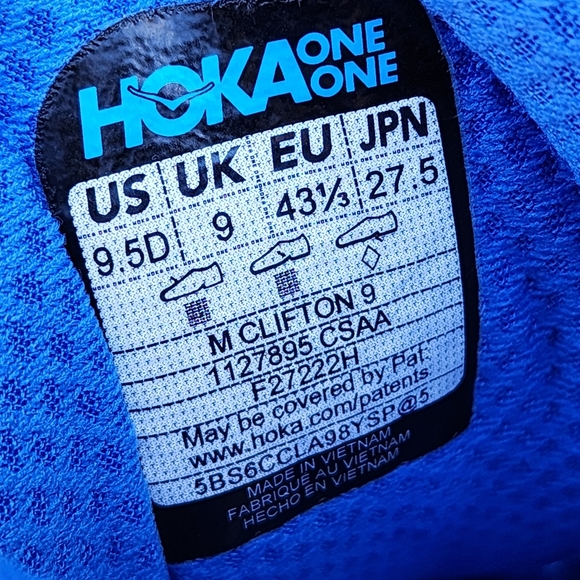 HOKA ONE ONE
US UK EU JPN
9.5D 9 43⅓ 27.5
M CLIFTON 9
1127895 CSAA
F27222H
May be covered by Pat.
www.hoka.com/patents
5BS6CCLA98YSP@5
MADE IN VIETNAM
FABRIQUÉ AU VIETNAM
HECHO EN VIETNAM